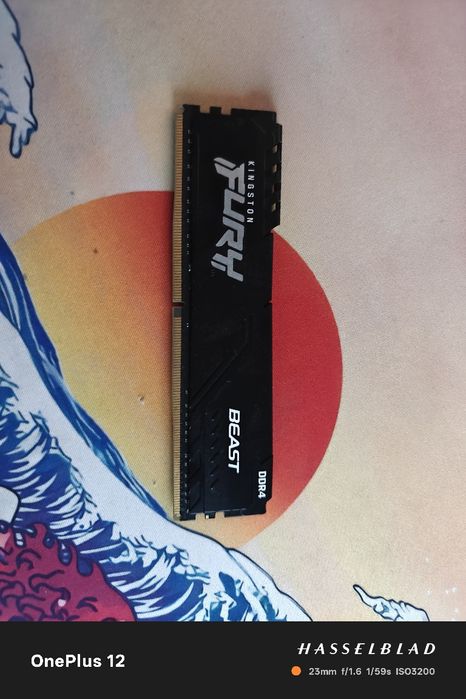 KINGSTON
FURY
BEAST
DDR4
OnePlus 12
HASSELBLAD
23mm f/1.6 1/59s ISO3200